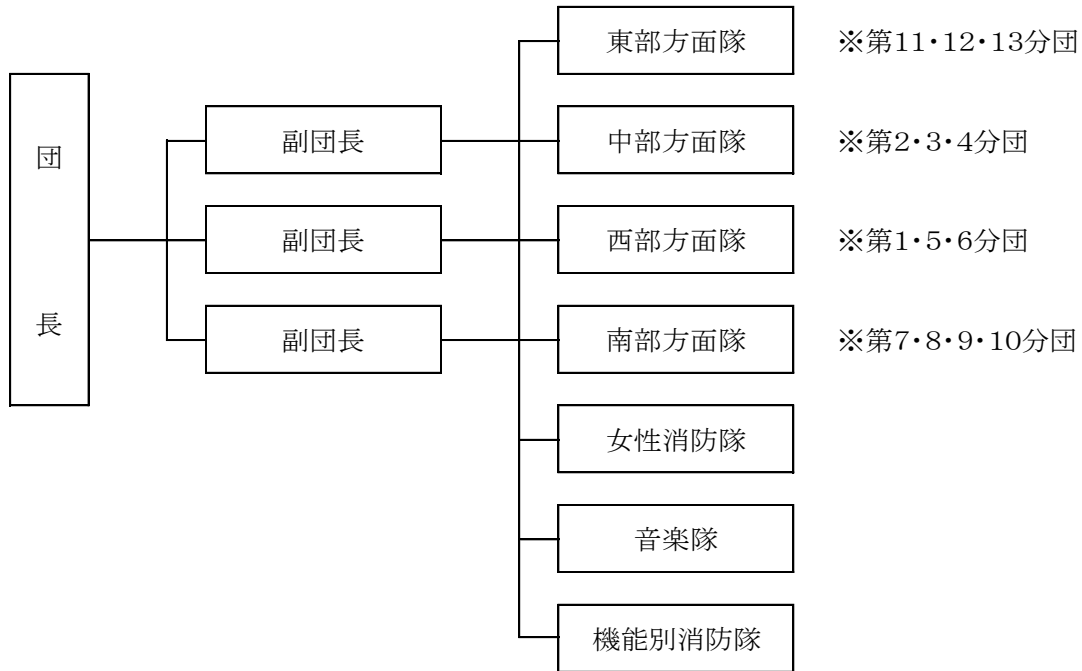 団長
副団長
副団長
副団長
東部方面隊 ※第11・12・13分団
中部方面隊 ※第2・3・4分団
西部方面隊 ※第1・5・6分団
南部方面隊 ※第7・8・9・10分団
女性消防隊
音楽隊
機能別消防隊